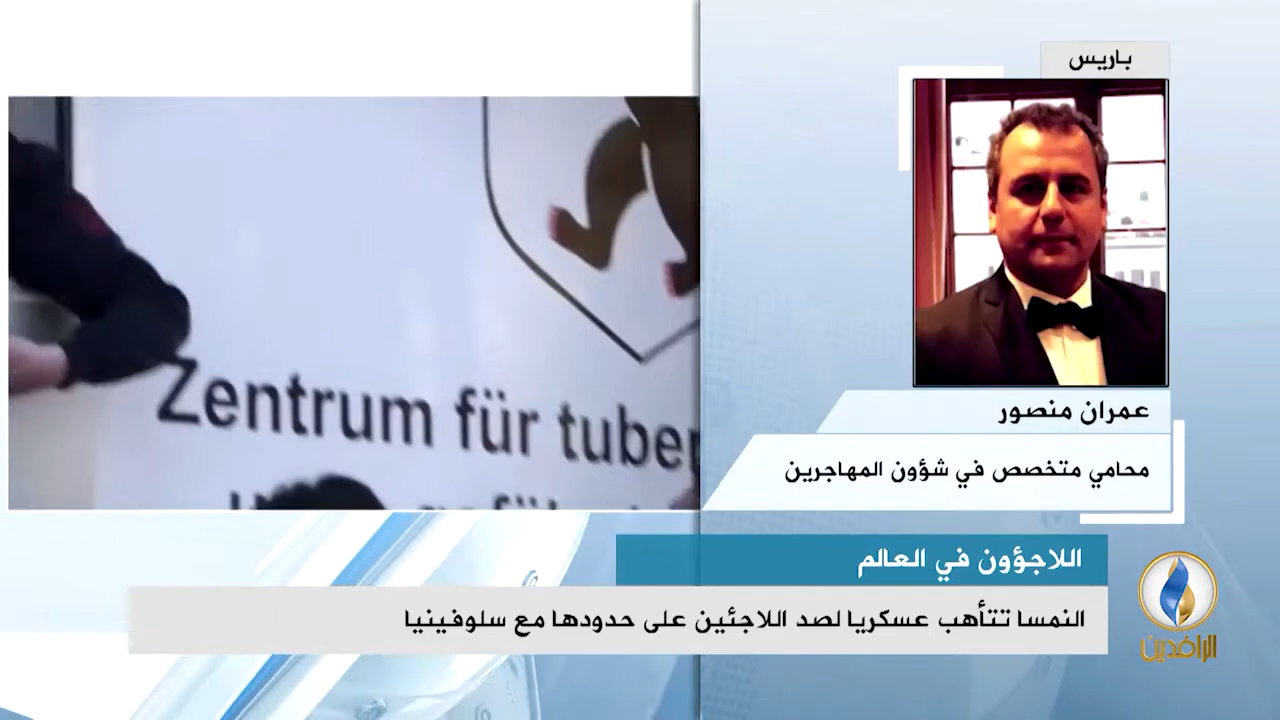 باريس
عمران منصور
محامي متخصص في شؤون المهاجرين
Zentrum für tuber
اللاجؤون في العالم
النمسا تتأهب عسكريا لصد اللاجئين على حدودها مع سلوفينيا
الرافدين